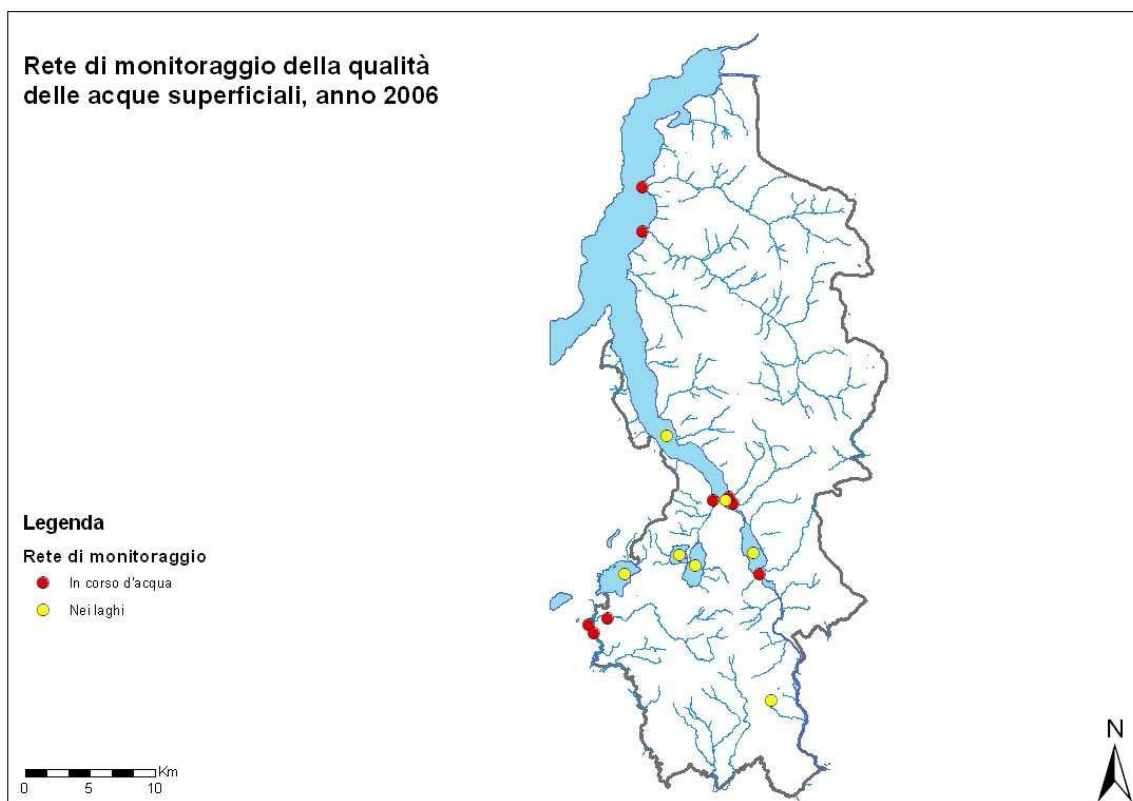 Rete di monitoraggio della qualità
delle acque superficiali, anno 2006
Legenda
Rete di monitoraggio
In corso d'acqua
Nei laghi
Km
0 5 10
N